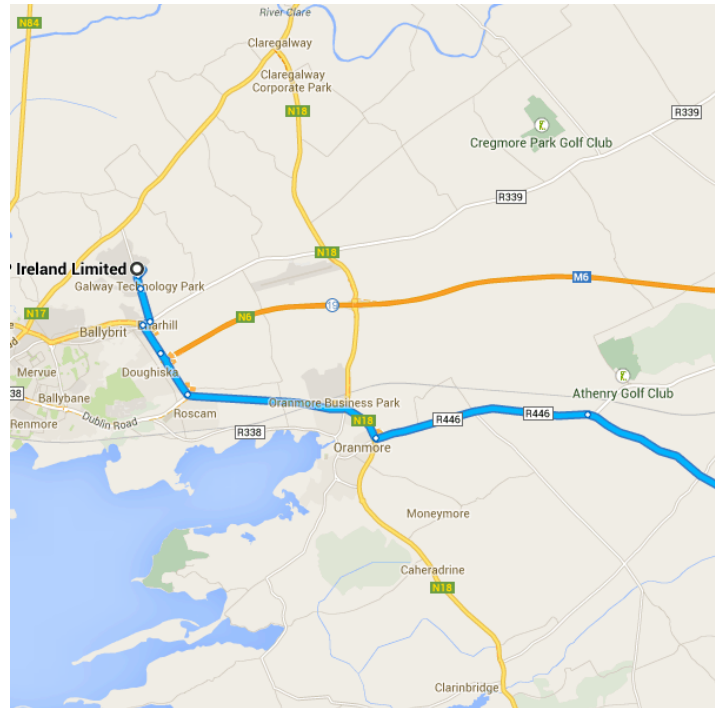 N84
River Clare
Claregalway
Claregalway
Corporate Park
N18
R339
Cregmore Park Golf Club
R339
N18
Ireland Limited
Galway Technology Park
M6
19
N17
N6
Ballybrit
Mervue
Doughiska
Athenry Golf Club
38
Ballybane
Roscam
Oranmore Business Park
Renmore
Dublin Road
N18
R446
R446
R338
Oranmore
Moneymore
Caheradrine
N18
Clarinbridge